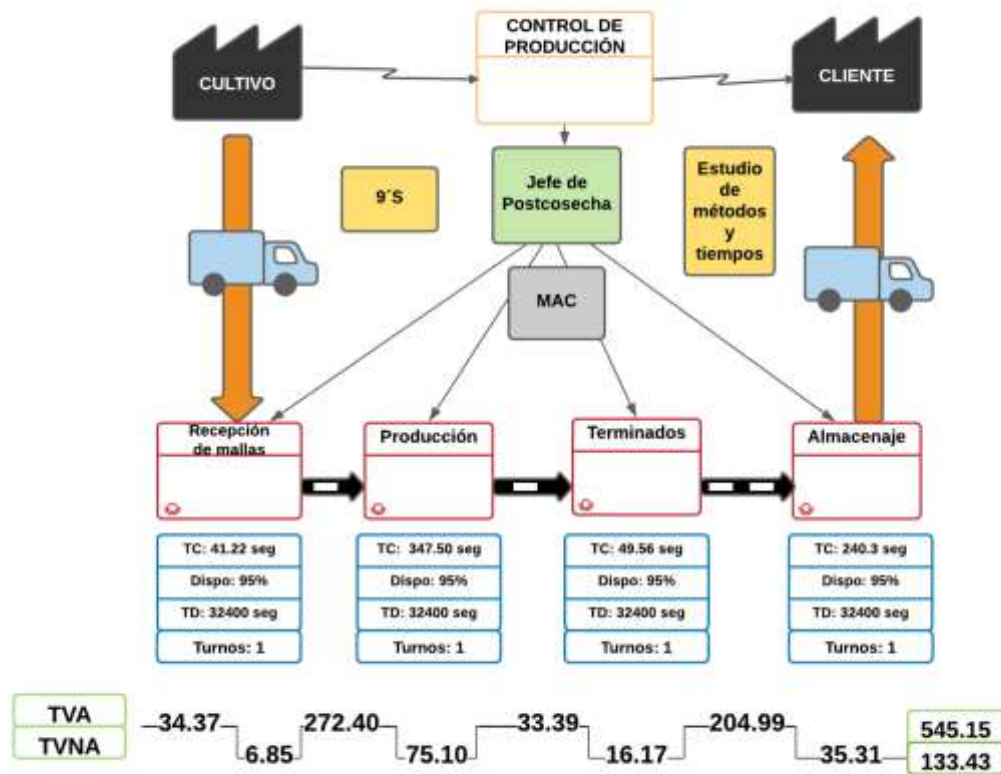 CONTROL DE
PRODUCCIÓN
CULTIVO
CLIENTE
9´S
Jefe de
Postcosecha
Estudio
de
métodos
y
tiempos
MAC
Recepción
de mallas
Producción
Terminados
Almacenaje
TC: 41.22 seg
Dispo: 95%
TD: 32400 seg
Turnos: 1
TC: 347.50 seg
Dispo: 95%
TD: 32400 seg
Turnos: 1
TC: 49.56 seg
Dispo: 95%
TD: 32400 seg
Turnos: 1
TC: 240.3 seg
Dispo: 95%
TD: 32400 seg
Turnos: 1
TVA 34.37 272.40 33.39 204.99 545.15
TVNA 6.85 75.10 16.17 35.31 133.43